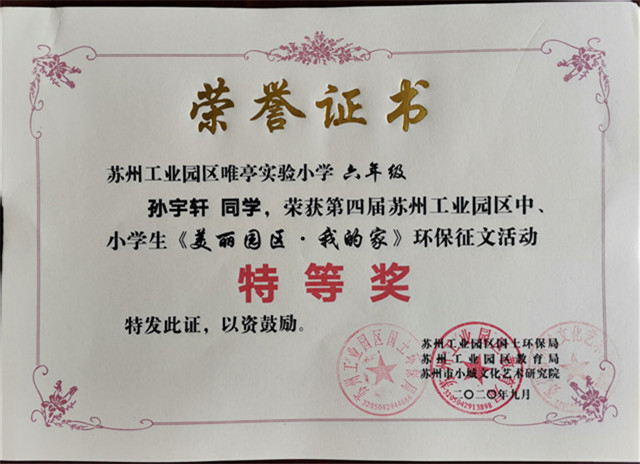 荣誉证书
苏州工业园区唯亭实验小学 六年级
孙宇轩 同学，荣获第四届苏州工业园区中、
小学生《美丽园区·我的家》环保征文活动
特等奖
特发此证，以资鼓励。
苏州工业园区国土环保局
苏州工业园区教育局
苏州市小城文化艺术研究院
二〇二〇年九月